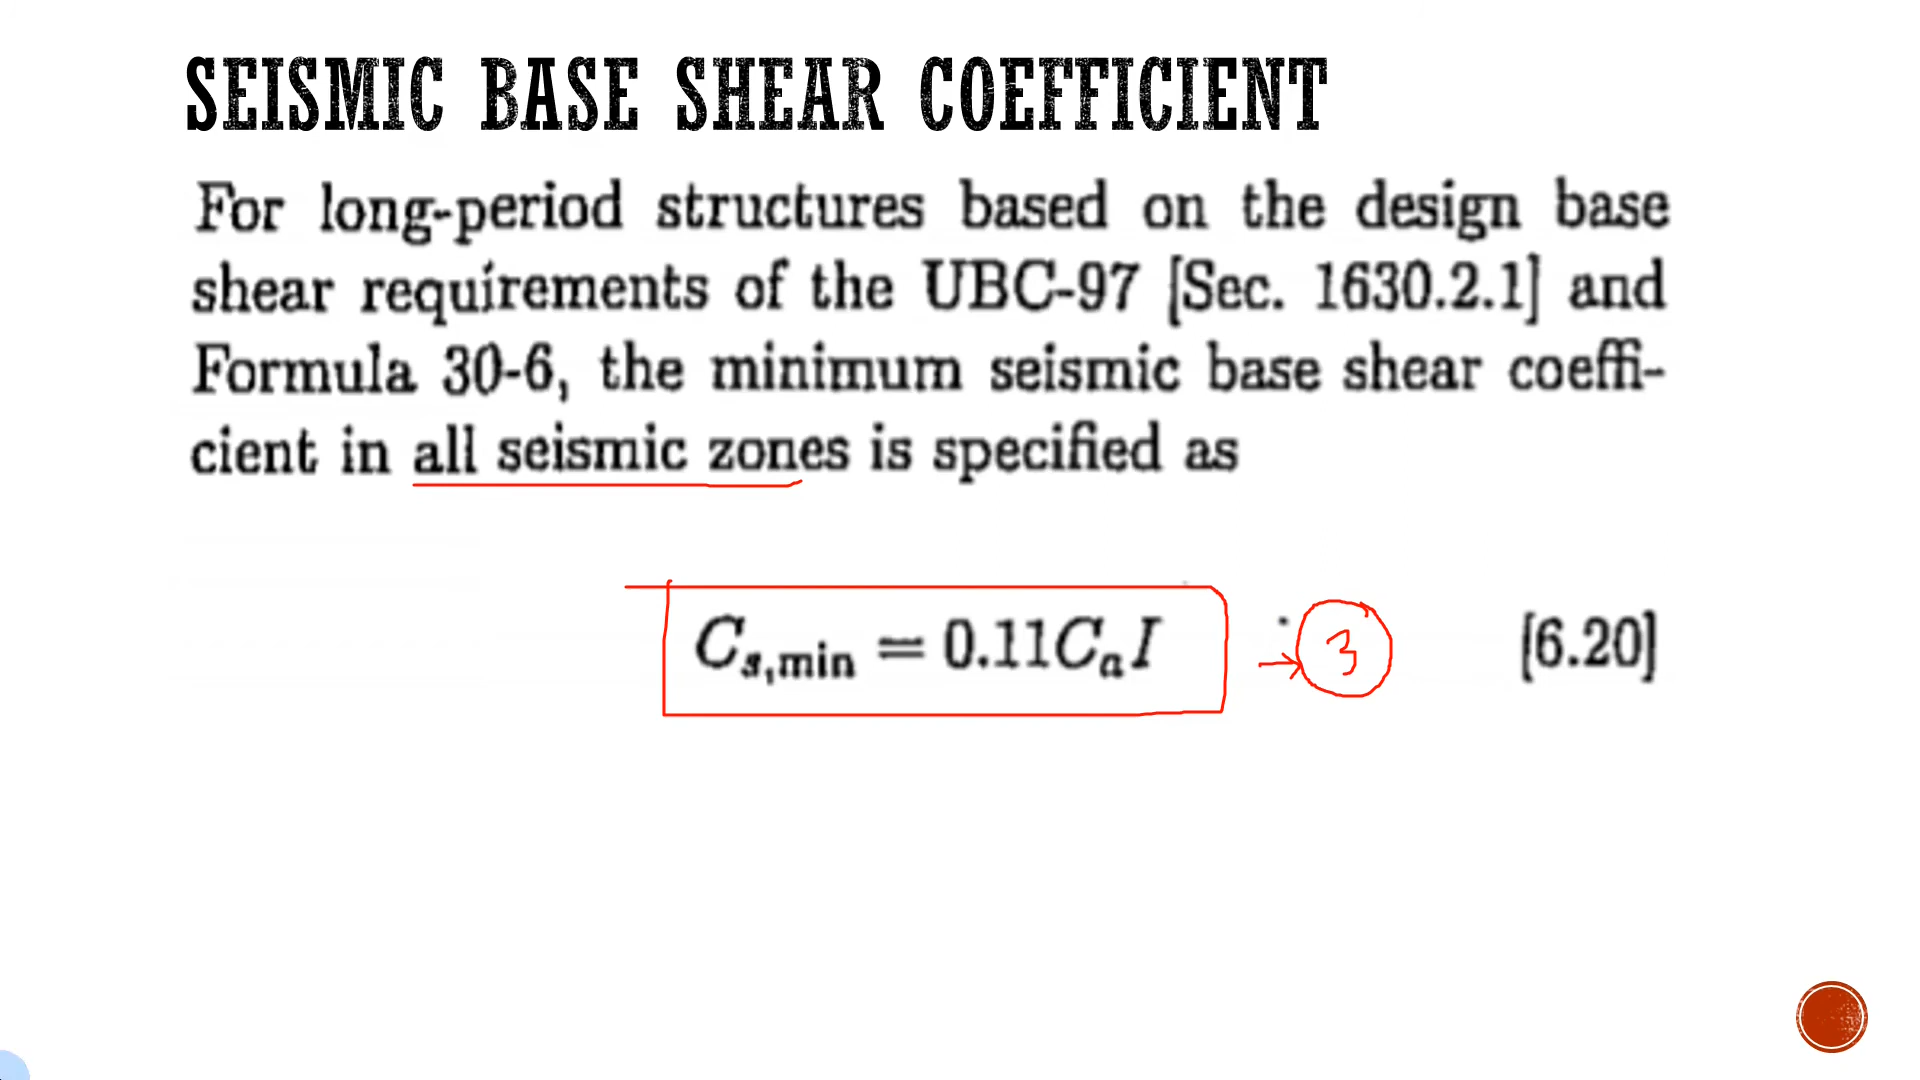 SEISMIC BASE SHEAR COEFFICIENT
For long-period structures based on the design base
shear requirements of the UBC-97 [Sec. 1630.2.1] and
Formula 30-6, the minimum seismic base shear coeffi-
cient in all seismic zones is specified as
C_{s,min} = 0.11C_aI → 3 [6.20]